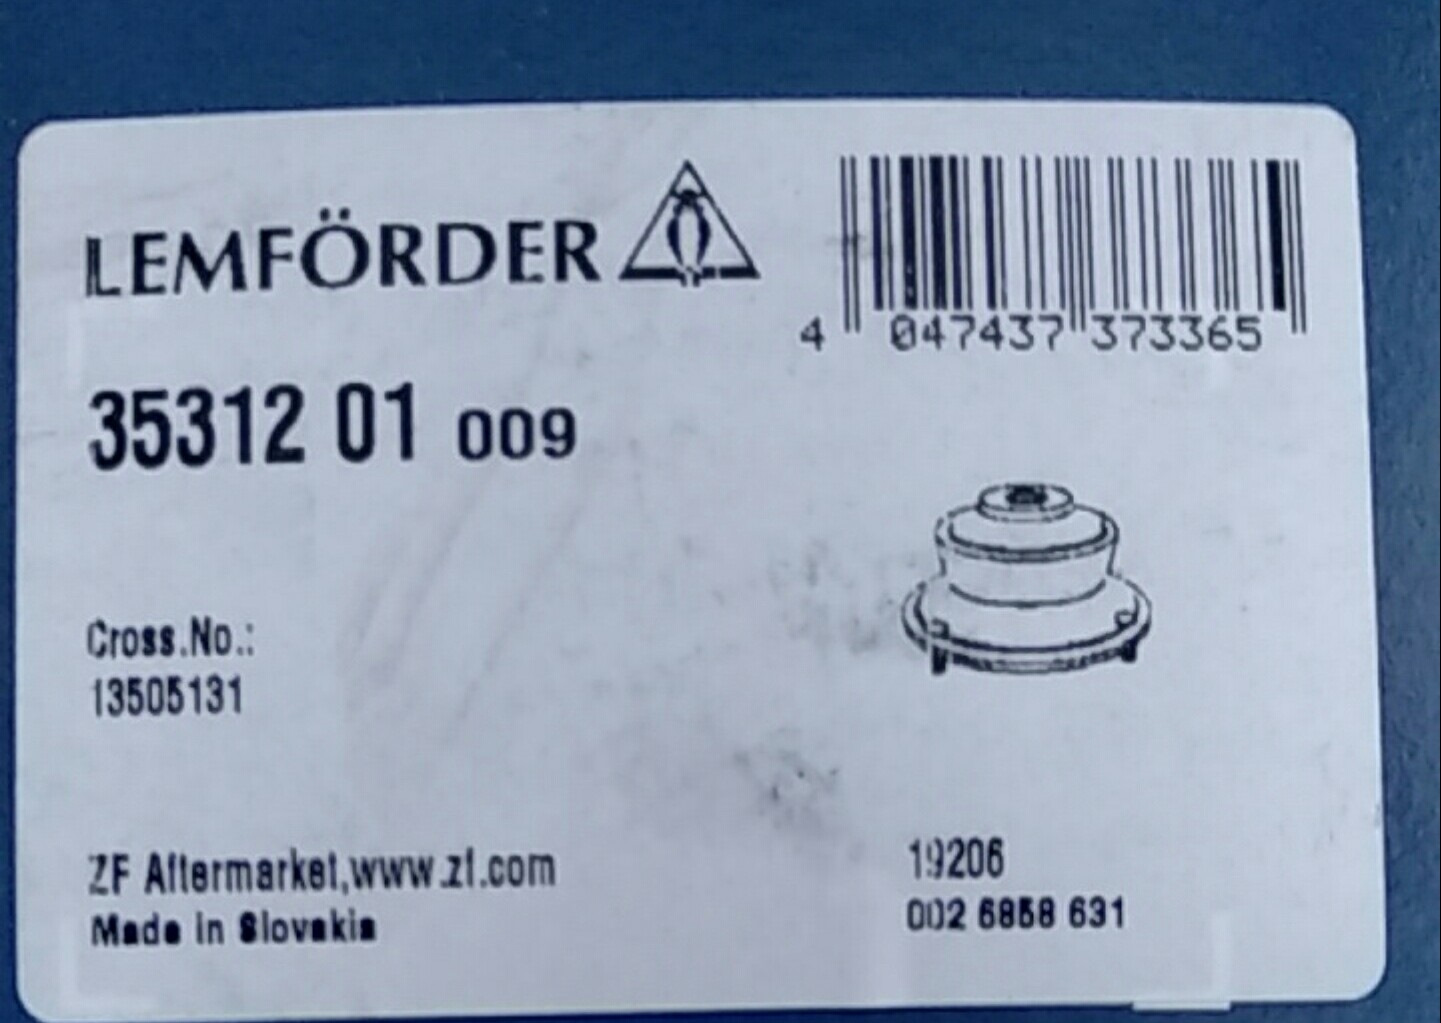 LEMFÖRDER
4 047437 373365
35312 01 009
Cross.No.:
13505131
ZF Aftermarket,www.zf.com
Made in Slovakia
19206
002 6858 631